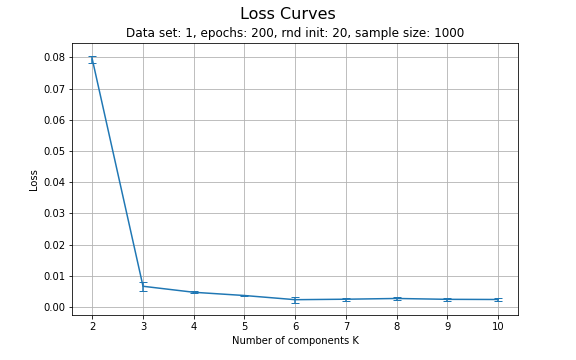 Loss Curves
Data set: 1, epochs: 200, rnd init: 20, sample size: 1000
0.08
0.07
0.06
0.05
0.04
0.03
0.02
0.01
0.00
Loss
2 3 4 5 6 7 8 9 10
Number of components K